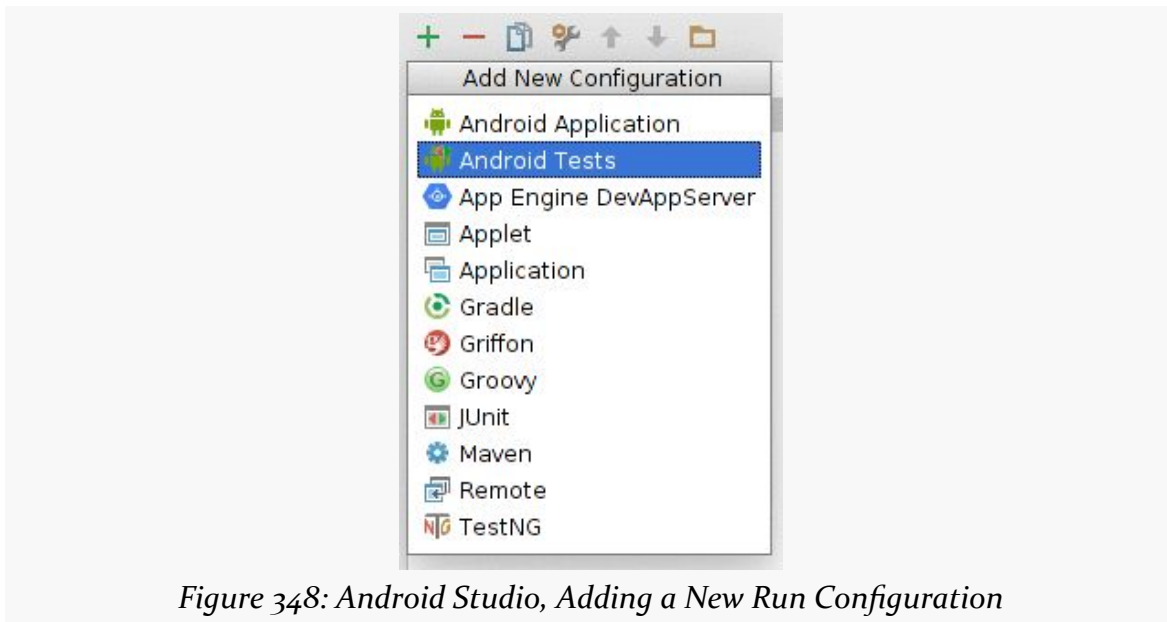 Add New Configuration
Android Application
Android Tests
App Engine DevAppServer
Applet
Application
Gradle
Griffon
Groovy
JUnit
Maven
Remote
TestNG
Figure 348: Android Studio, Adding a New Run Configuration